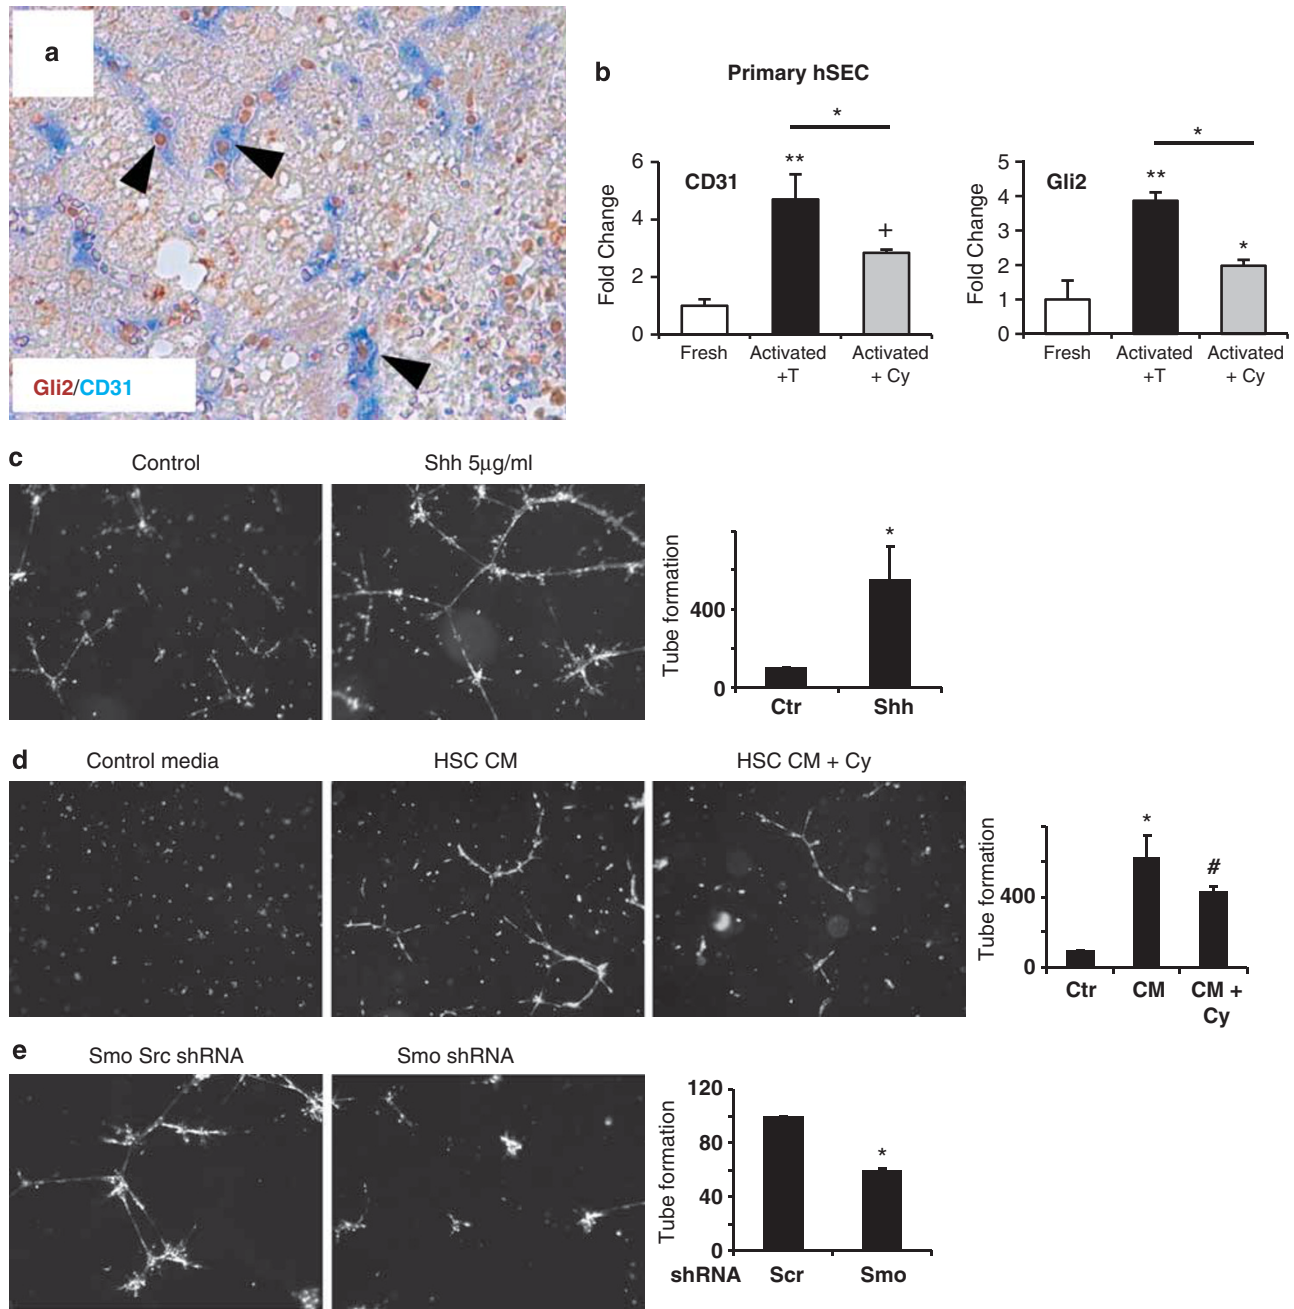 a
Gli2/CD31
b
Primary hSEC
*
CD31
**
+
Fold Change
6
4
2
0
Fresh
Activated
+T
Activated
+ Cy
*
Gli2
**
*
Fold Change
5
4
3
2
1
0
Fresh
Activated
+T
Activated
+ Cy
c
Control
Shh 5µg/ml
Tube formation
400
0
*
Ctr
Shh
d
Control media
HSC CM
HSC CM + Cy
Tube formation
400
0
*
#
Ctr
CM
CM +
Cy
e
Smo Src shRNA
Smo shRNA
Tube formation
120
80
40
0
*
shRNA
Scr
Smo